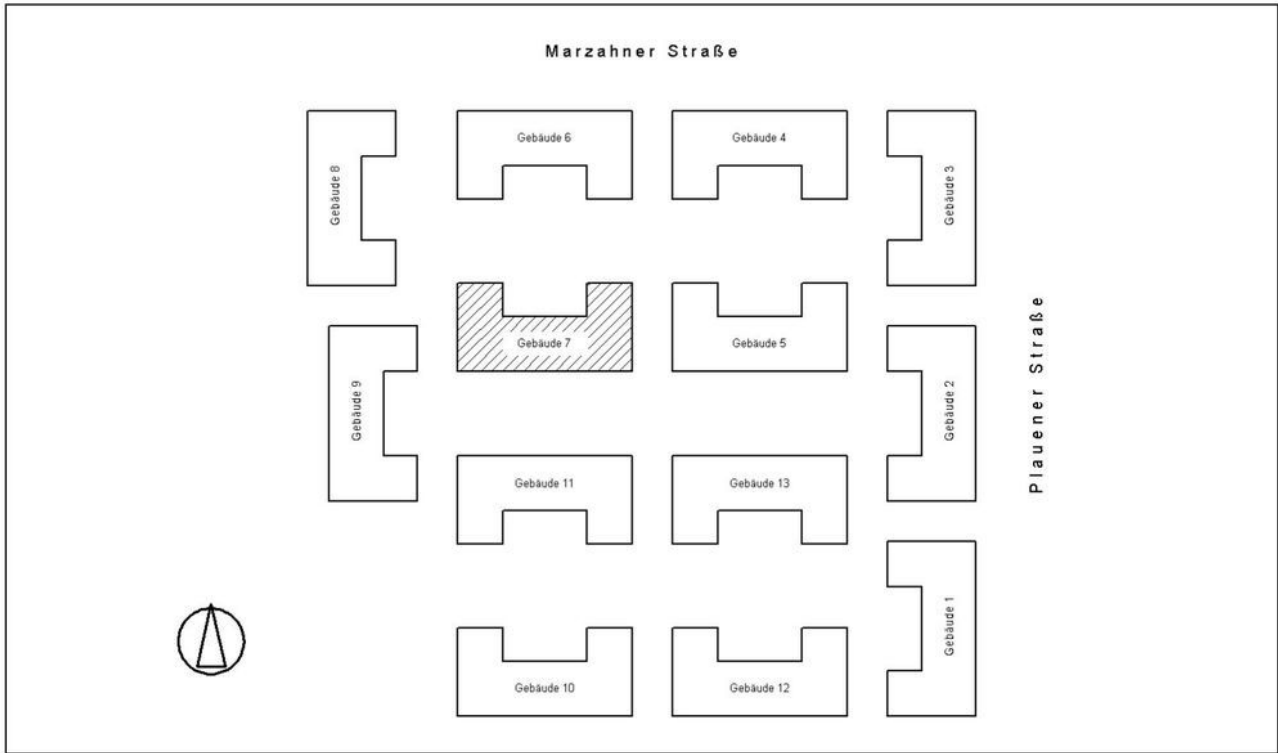 Marzahner Straße
Gebäude 6
Gebäude 4
Gebäude 8
Gebäude 3
Gebäude 7
Gebäude 5
Plauener Straße
Gebäude 9
Gebäude 2
Gebäude 11
Gebäude 13
Gebäude 1
Gebäude 10
Gebäude 12